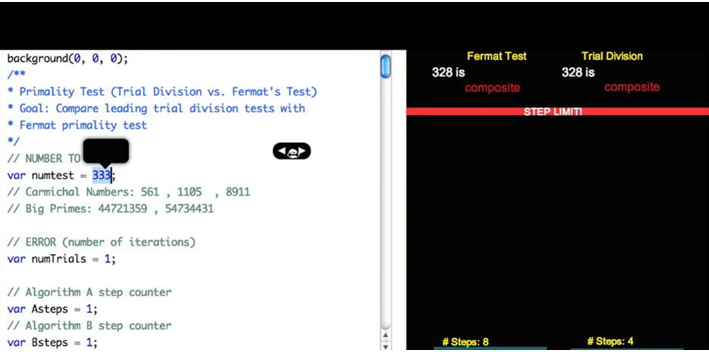 background(0, 0, 0);
/**
* Primality Test (Trial Division vs. Fermat's Test)
* Goal: Compare leading trial division tests with
* Fermat primality test
*/
// NUMBER TO
var numtest = 333;
// Carmichal Numbers: 561 , 1105 , 8911
// Big Primes: 44721359 , 54734431
// ERROR (number of iterations)
var numTrials = 1;
// Algorithm A step counter
var Asteps = 1;
// Algorithm B step counter
var Bsteps = 1;
Fermat Test
328 is
composite
Trial Division
328 is
composite
STEP LIMIT!
# Steps: 8
# Steps: 4